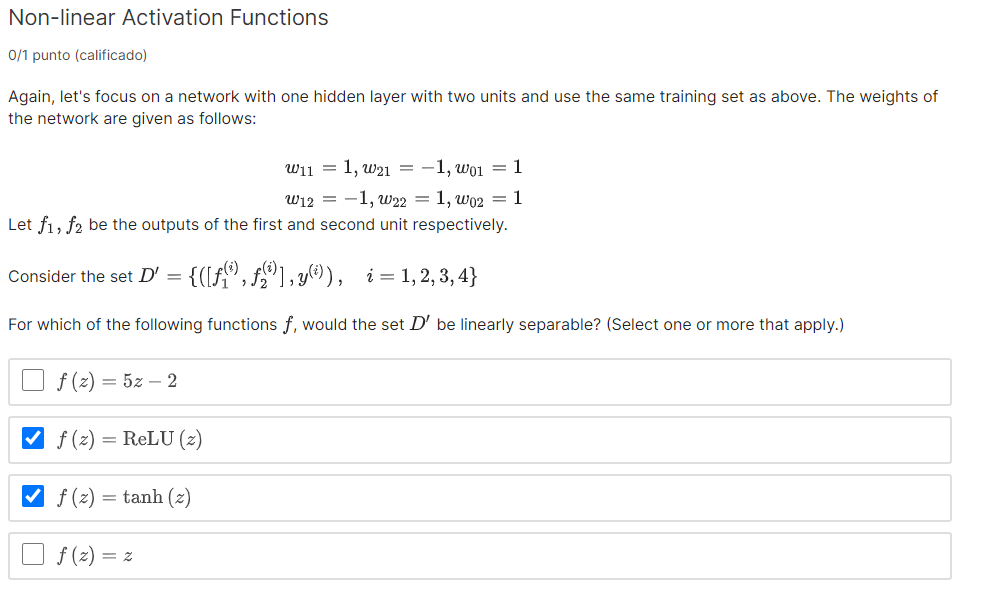 Non-linear Activation Functions
0/1 punto (calificado)
Again, let's focus on a network with one hidden layer with two units and use the same training set as above. The weights of
the network are given as follows:
w₁₁ = 1, w₂₁ = −1, w₀₁ = 1
w₁₂ = −1, w₂₂ = 1, w₀₂ = 1
Let f₁, f₂ be the outputs of the first and second unit respectively.
Consider the set D′ = {([f₁⁽ⁱ⁾, f₂⁽ⁱ⁾], y⁽ⁱ⁾), i = 1, 2, 3, 4}
For which of the following functions f, would the set D′ be linearly separable? (Select one or more that apply.)
f (z) = 5z − 2
f (z) = ReLU (z)
f (z) = tanh (z)
f (z) = z